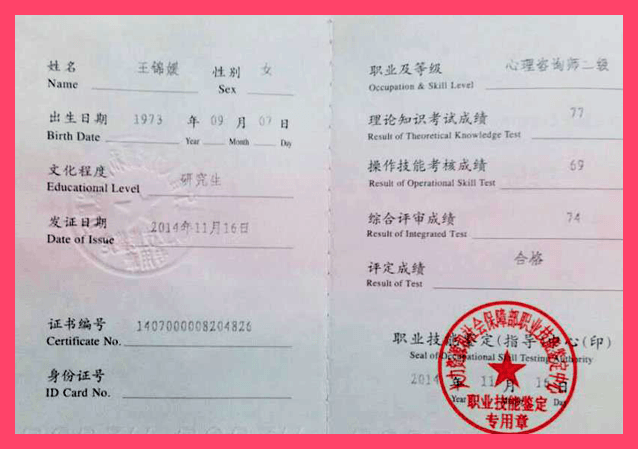 姓名 王锦媛 性别 女
Name Sex
出生日期 1973 年 09 月 07 日
Birth Date Year Month Day
文化程度 研究生
Educational Level
发证日期 2014年11月16日
Date of Issue
证书编号 1407000008204826
Certificate No.
身份证号
ID Card No.
职业及等级 心理咨询师二级
Occupation & Skill Level
理论知识考试成绩 77
Result of Theoretical Knowledge Test
操作技能考核成绩 69
Result of Operational Skill Test
综合评审成绩 74
Result of Integrated Test
评定成绩 合格
Result of Test
职业技能鉴定(指导)中心(印)
Seal of Occupational Skill Testing Authority
2014 年 11 月 16 日
Year Month Day
社会保障部职业技能鉴定中心
职业技能鉴定
专用章